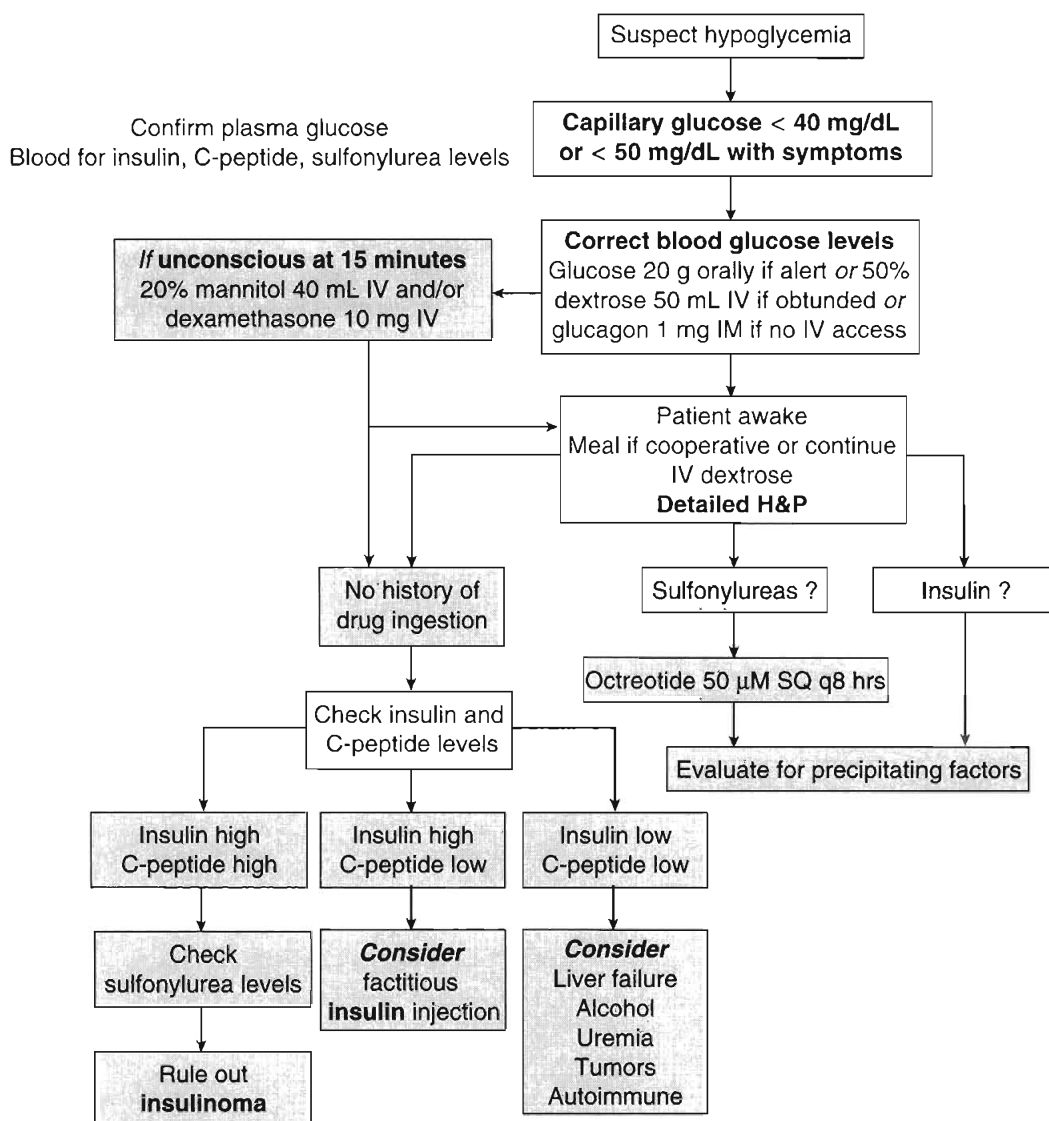 Suspect hypoglycemia
Confirm plasma glucose
Blood for insulin, C-peptide, sulfonylurea levels
Capillary glucose < 40 mg/dL
or < 50 mg/dL with symptoms
Correct blood glucose levels
Glucose 20 g orally if alert or 50%
dextrose 50 mL IV if obtunded or
glucagon 1 mg IM if no IV access
If unconscious at 15 minutes
20% mannitol 40 mL IV and/or
dexamethasone 10 mg IV
Patient awake
Meal if cooperative or continue
IV dextrose
Detailed H&P
No history of
drug ingestion
Sulfonylureas ?
Insulin ?
Octreotide 50 μM SQ q8 hrs
Evaluate for precipitating factors
Check insulin and
C-peptide levels
Insulin high
C-peptide high
Insulin high
C-peptide low
Insulin low
C-peptide low
Check
sulfonylurea levels
Consider
factitious
insulin injection
Consider
Liver failure
Alcohol
Uremia
Tumors
Autoimmune
Rule out
insulinoma